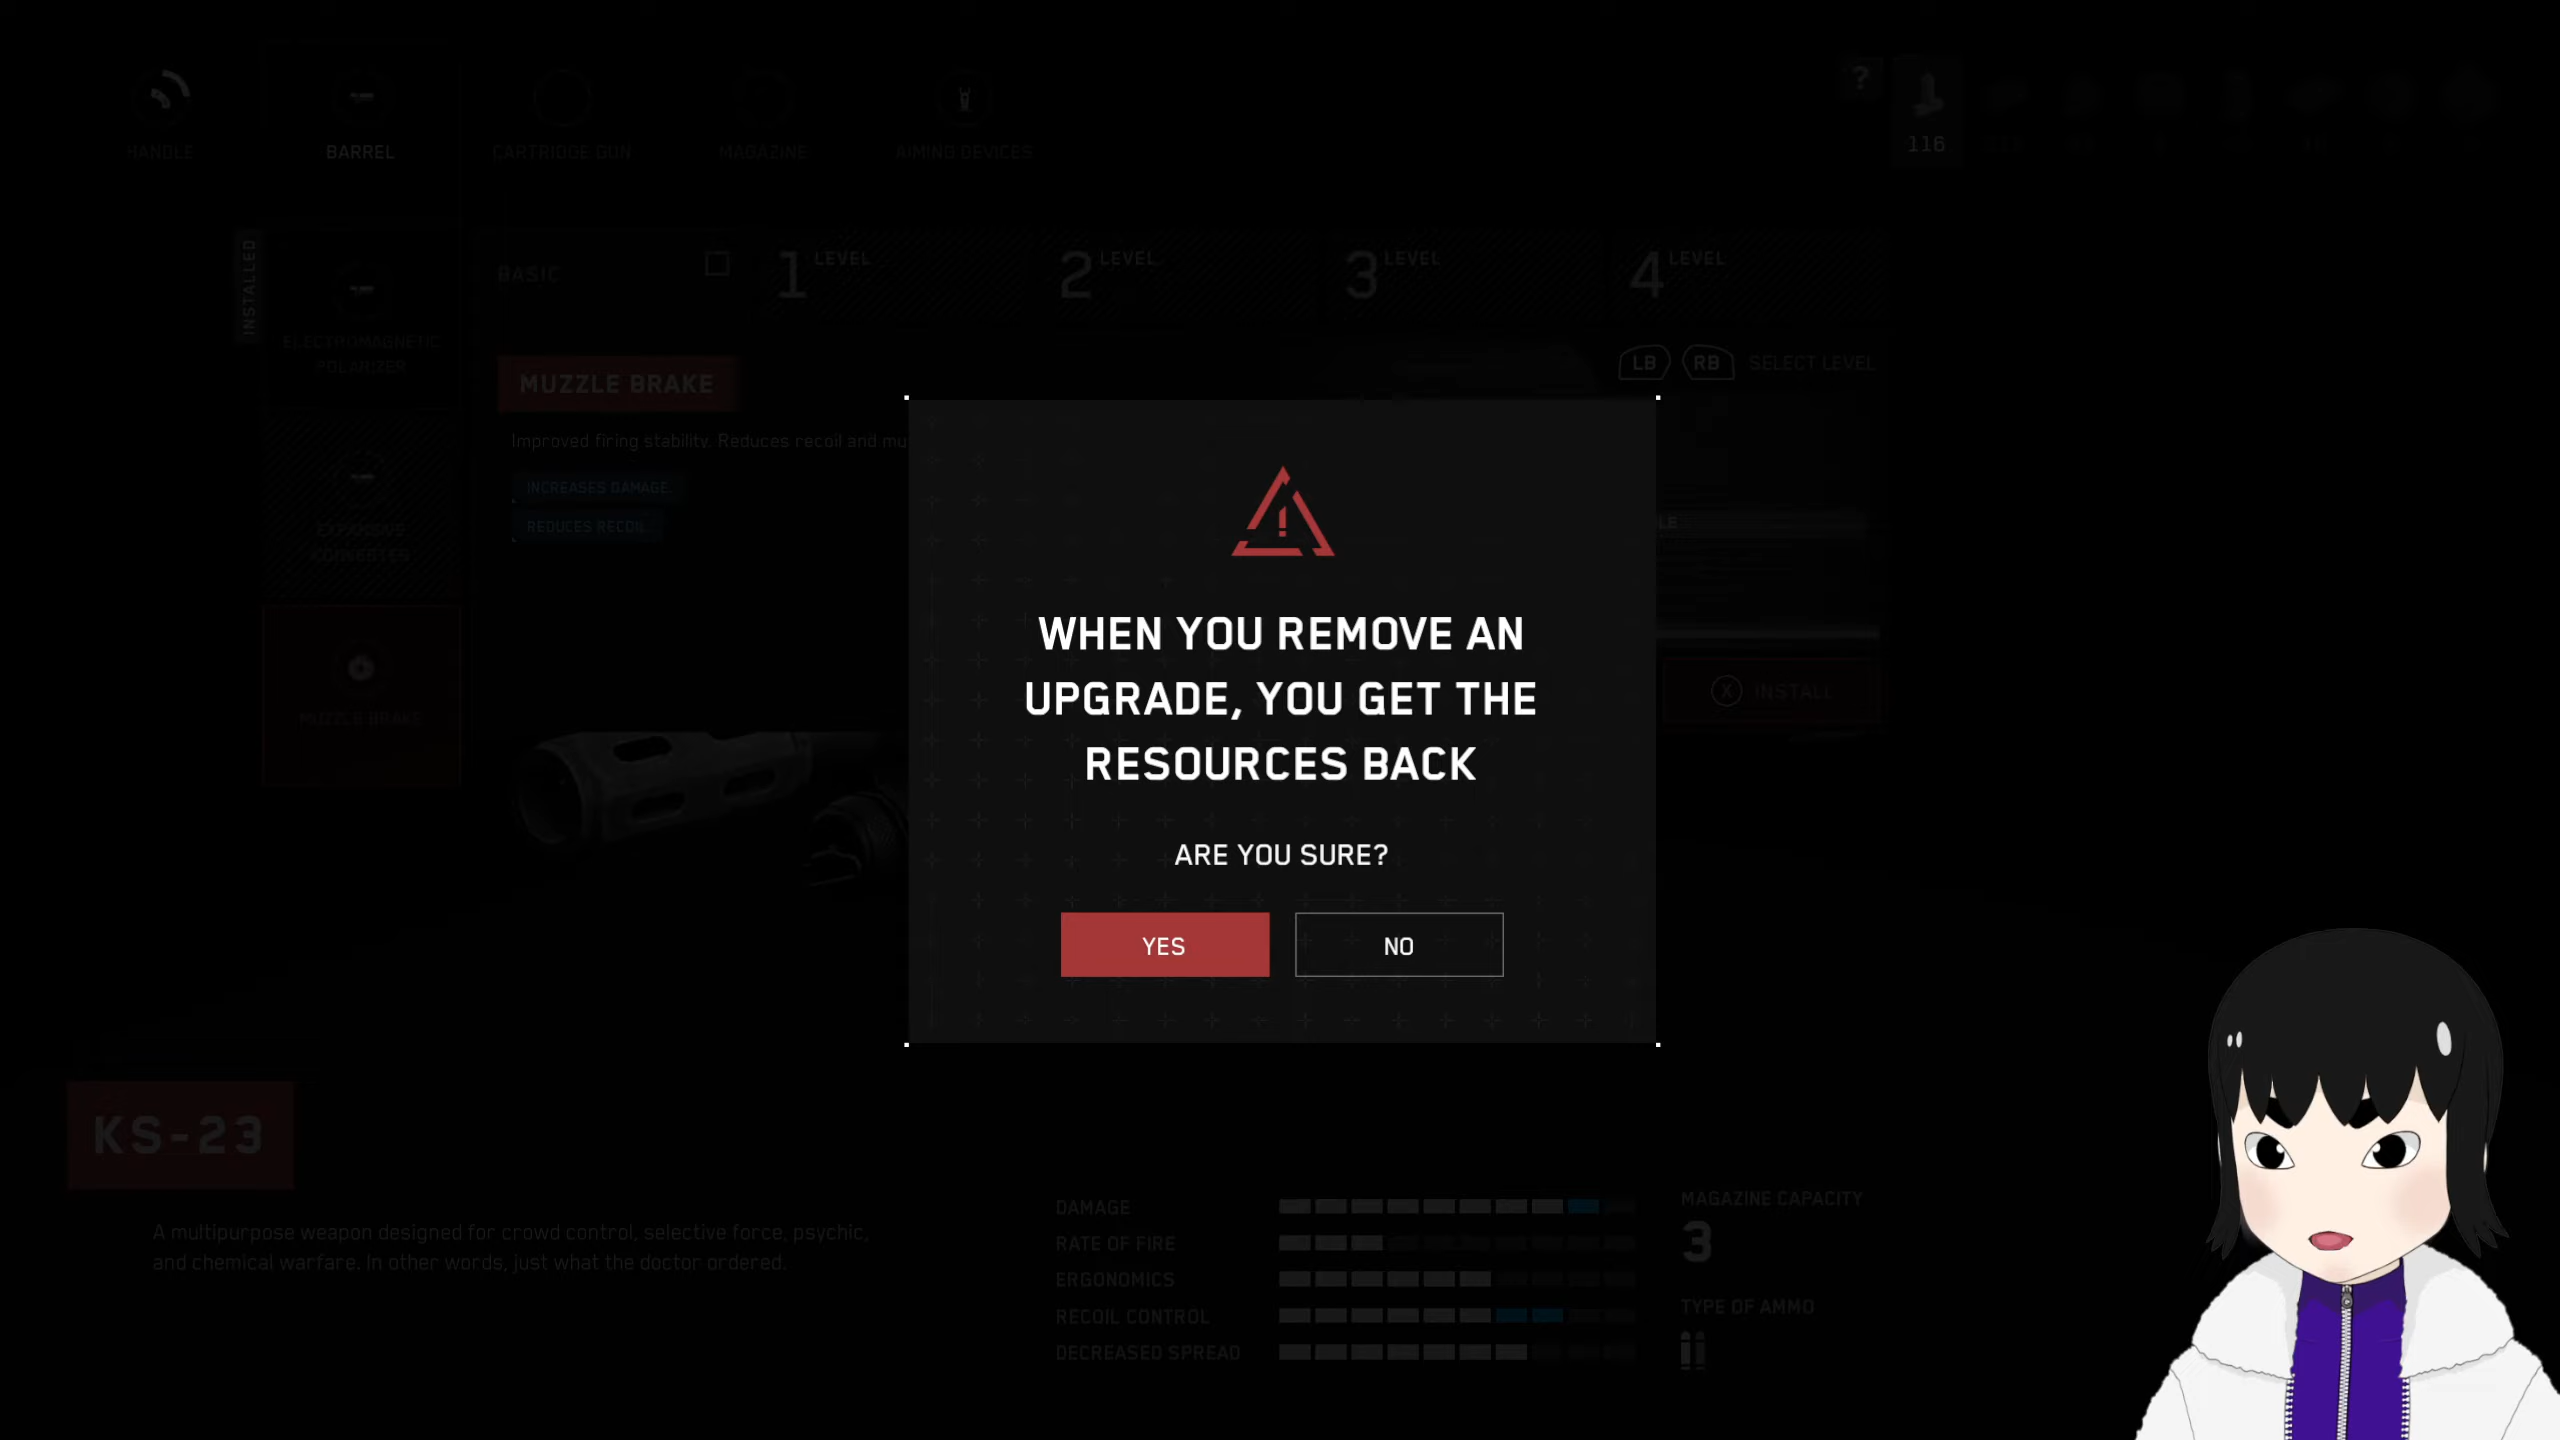 HANDLE
BARREL
CARTRIDGE GUN
MAGAZINE
AIMING DEVICES
?
116
INSTALLED
ELECTROMAGNETIC
POLARIZER
BASIC
1 LEVEL
2 LEVEL
3 LEVEL
4 LEVEL
LB RB SELECT LEVEL
MUZZLE BRAKE
Improved firing stability. Reduces recoil and mu
INCREASES DAMAGE
REDUCES RECOIL
MUZZLE BRAKE
X INSTALL
WHEN YOU REMOVE AN
UPGRADE, YOU GET THE
RESOURCES BACK
ARE YOU SURE?
YES
NO
KS-23
A multipurpose weapon designed for crowd control, selective force, psychic,
and chemical warfare. In other words, just what the doctor ordered.
DAMAGE
RATE OF FIRE
ERGONOMICS
RECOIL CONTROL
DECREASED SPREAD
MAGAZINE CAPACITY
3
TYPE OF AMMO